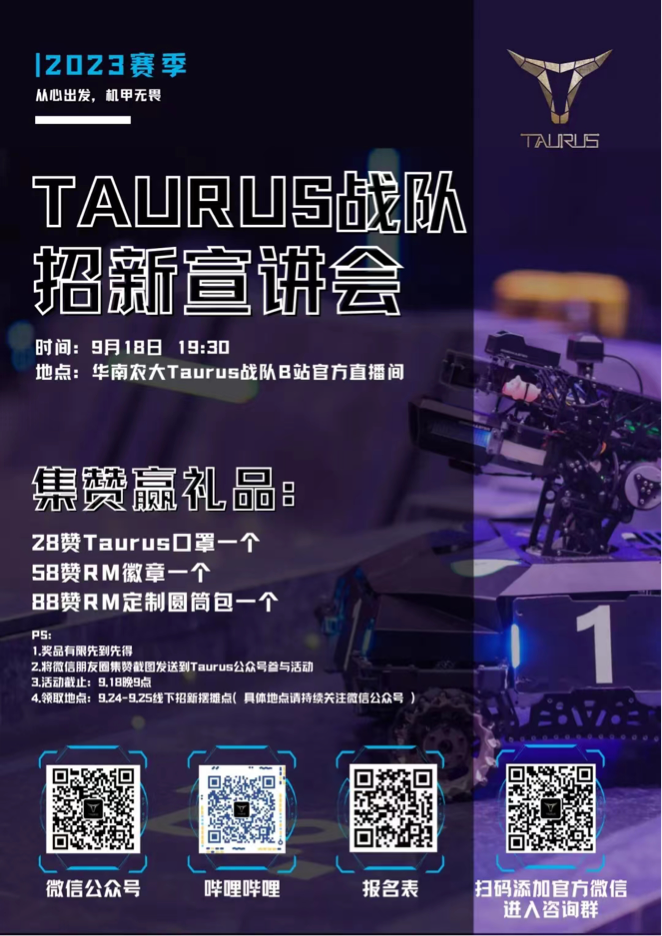 |2023赛季
从心出发，机甲无畏
TAURUS
TAURUS战队
招新宣讲会
时间：9月18日 19:30
地点：华南农大Taurus战队B站官方直播间
集赞赢礼品：
28赞Taurus口罩一个
58赞RM徽章一个
88赞RM定制圆筒包一个
PS:
1.奖品有限先到先得
2.将微信朋友圈集赞截图发送到Taurus公众号参与活动
3.活动截止：9.18晚9点
4.领取地点：9.24-9.25线下招新摆摊点( 具体地点请持续关注微信公众号 )
1
微信公众号
哔哩哔哩
报名表
扫码添加官方微信
进入咨询群